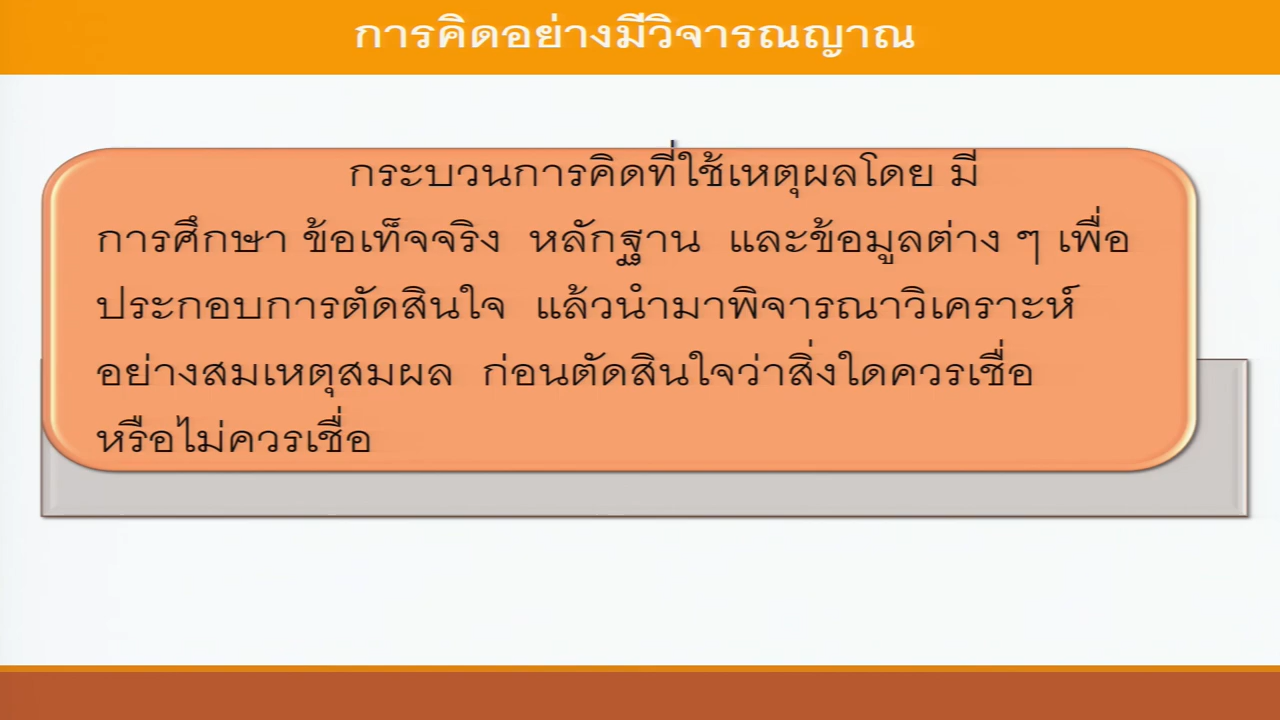 การคิดอย่างมีวิจารณญาณ
กระบวนการคิดที่ใช้เหตุผลโดย มี
การศึกษา ข้อเท็จจริง หลักฐาน และข้อมูลต่าง ๆ เพื่อ
ประกอบการตัดสินใจ แล้วนำมาพิจารณาวิเคราะห์
อย่างสมเหตุสมผล ก่อนตัดสินใจว่าสิ่งใดควรเชื่อ
หรือไม่ควรเชื่อ